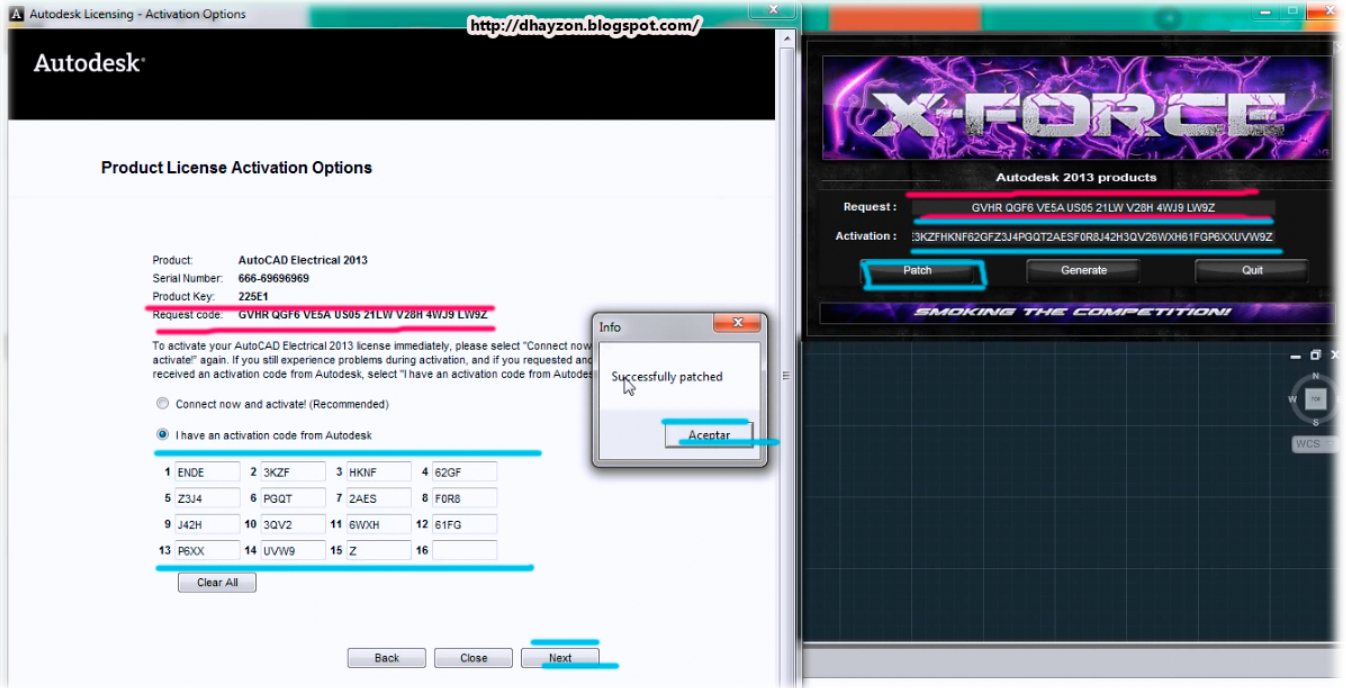 Autodesk Licensing - Activation Options
http://dhayzon.blogspot.com/
Autodesk
Product License Activation Options
Product: AutoCAD Electrical 2013
Serial Number: 666-69696969
Product Key: 225E1
Request code: GVHR QGF6 VE5A US05 21LW V28H 4WJ9 LW9Z
To activate your AutoCAD Electrical 2013 license immediately, please select "Connect now
activate!" again. If you still experience problems during activation, and if you requested and
received an activation code from Autodesk, select "I have an activation code from Autodes
Connect now and activate! (Recommended)
I have an activation code from Autodesk
1 ENDE 2 3KZF 3 HKNF 4 62GF
5 Z3J4 6 PGQT 7 2AES 8 F0R8
9 J42H 10 3QV2 11 6WXH 12 61FG
13 P6XX 14 UVW9 15 Z 16
Clear All
Back Close Next
Info
Successfully patched
Aceptar
X-FORCE
Autodesk 2013 products
Request : GVHR QGF6 VE5A US05 21LW V28H 4WJ9 LW9Z
Activation : 3KZFHKNF62GFZ3J4PGQT2AESF0R8J42H3QV26WXH61FGP6XXUVW9Z
Patch Generate Quit
SMOKING THE COMPETITION!
N
W TOP
S
WCS